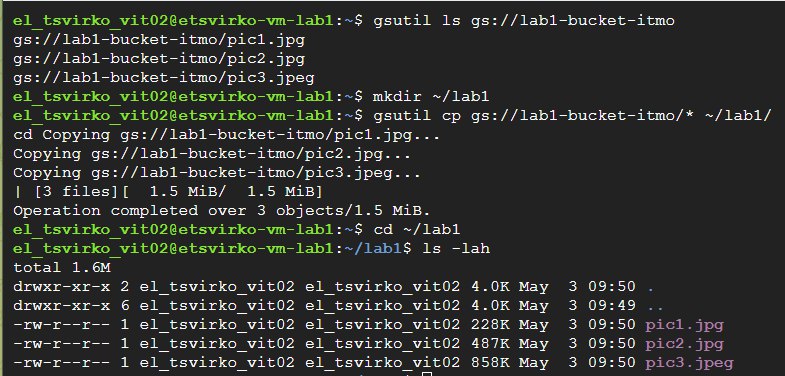 el_tsvirko_vit02@etsvirko-vm-lab1:~$ gsutil ls gs://lab1-bucket-itmo
gs://lab1-bucket-itmo/pic1.jpg
gs://lab1-bucket-itmo/pic2.jpg
gs://lab1-bucket-itmo/pic3.jpeg
el_tsvirko_vit02@etsvirko-vm-lab1:~$ mkdir ~/lab1
el_tsvirko_vit02@etsvirko-vm-lab1:~$ gsutil cp gs://lab1-bucket-itmo/* ~/lab1/
cd Copying gs://lab1-bucket-itmo/pic1.jpg...
Copying gs://lab1-bucket-itmo/pic2.jpg...
Copying gs://lab1-bucket-itmo/pic3.jpeg...
| [3 files][  1.5 MiB/  1.5 MiB]
Operation completed over 3 objects/1.5 MiB.
el_tsvirko_vit02@etsvirko-vm-lab1:~$ cd ~/lab1
el_tsvirko_vit02@etsvirko-vm-lab1:~/lab1$ ls -lah
total 1.6M
drwxr-xr-x 2 el_tsvirko_vit02 el_tsvirko_vit02 4.0K May  3 09:50 .
drwxr-xr-x 6 el_tsvirko_vit02 el_tsvirko_vit02 4.0K May  3 09:49 ..
-rw-r--r-- 1 el_tsvirko_vit02 el_tsvirko_vit02 228K May  3 09:50 pic1.jpg
-rw-r--r-- 1 el_tsvirko_vit02 el_tsvirko_vit02 487K May  3 09:50 pic2.jpg
-rw-r--r-- 1 el_tsvirko_vit02 el_tsvirko_vit02 858K May  3 09:50 pic3.jpeg